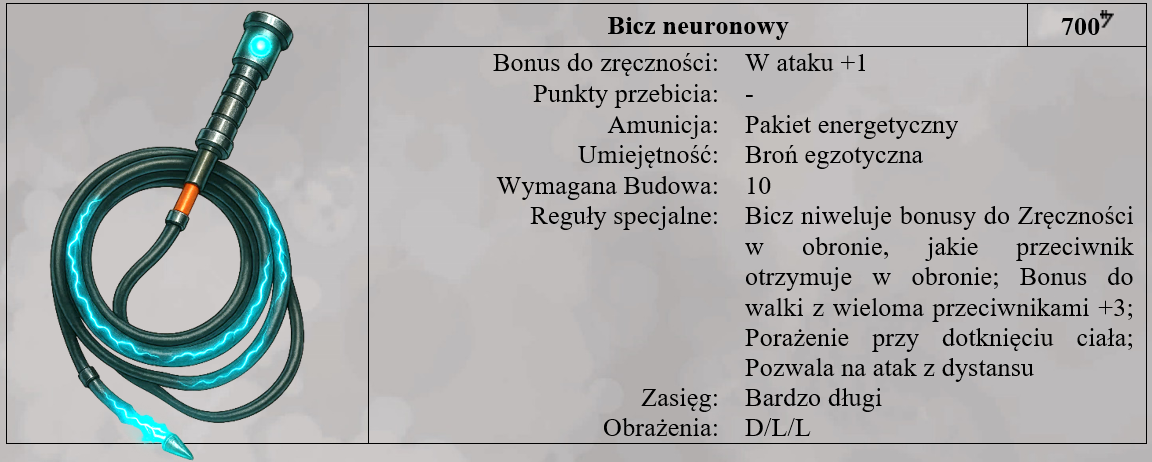 Bicz neuronowy 700
Bonus do zręczności: W ataku +1
Punkty przebicia: -
Amunicja: Pakiet energetyczny
Umiejętność: Broń egzotyczna
Wymagana Budowa: 10
Reguły specjalne: Bicz niweluje bonusy do Zręczności
w obronie, jakie przeciwnik
otrzymuje w obronie; Bonus do
walki z wieloma przeciwnikami +3;
Porażenie przy dotknięciu ciała;
Pozwala na atak z dystansu
Zasięg: Bardzo długi
Obrażenia: D/L/L